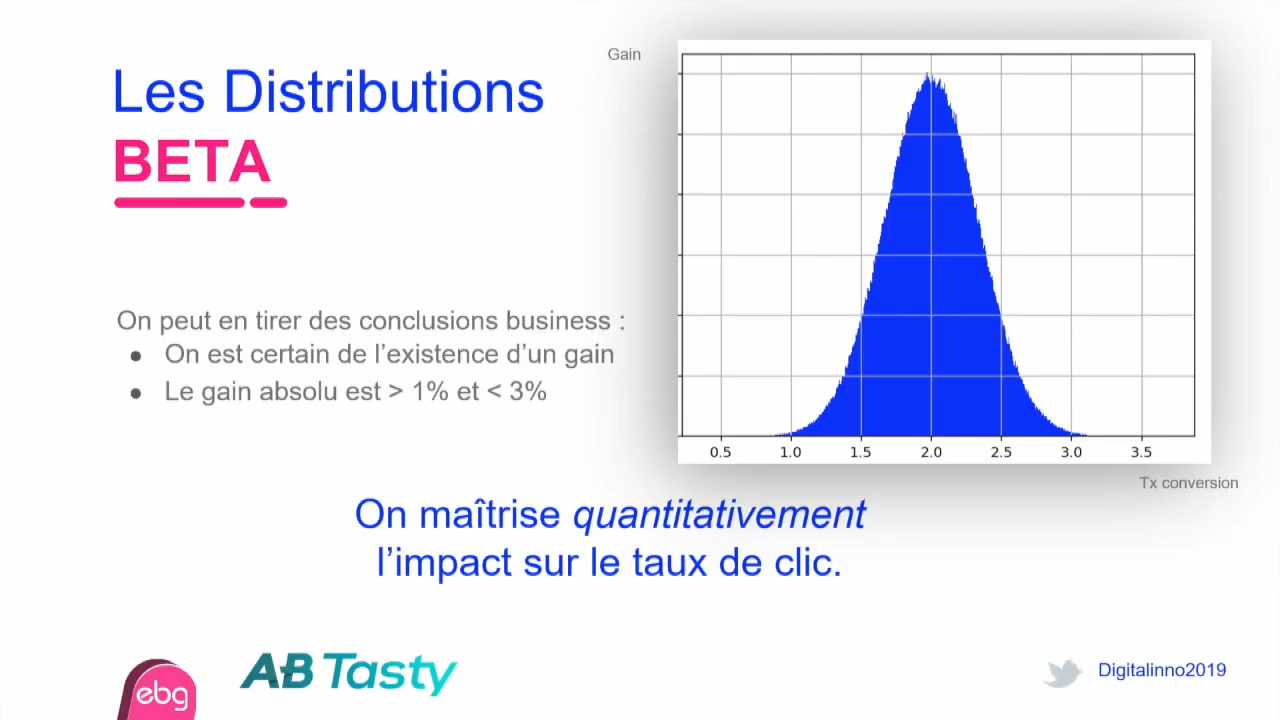 Les Distributions
BETA
Gain
0.5 1.0 1.5 2.0 2.5 3.0 3.5
Tx conversion
On peut en tirer des conclusions business :
● On est certain de l’existence d’un gain
● Le gain absolu est > 1% et < 3%
On maîtrise quantitativement
l’impact sur le taux de clic.
ebg
AB Tasty
Digitalinno2019